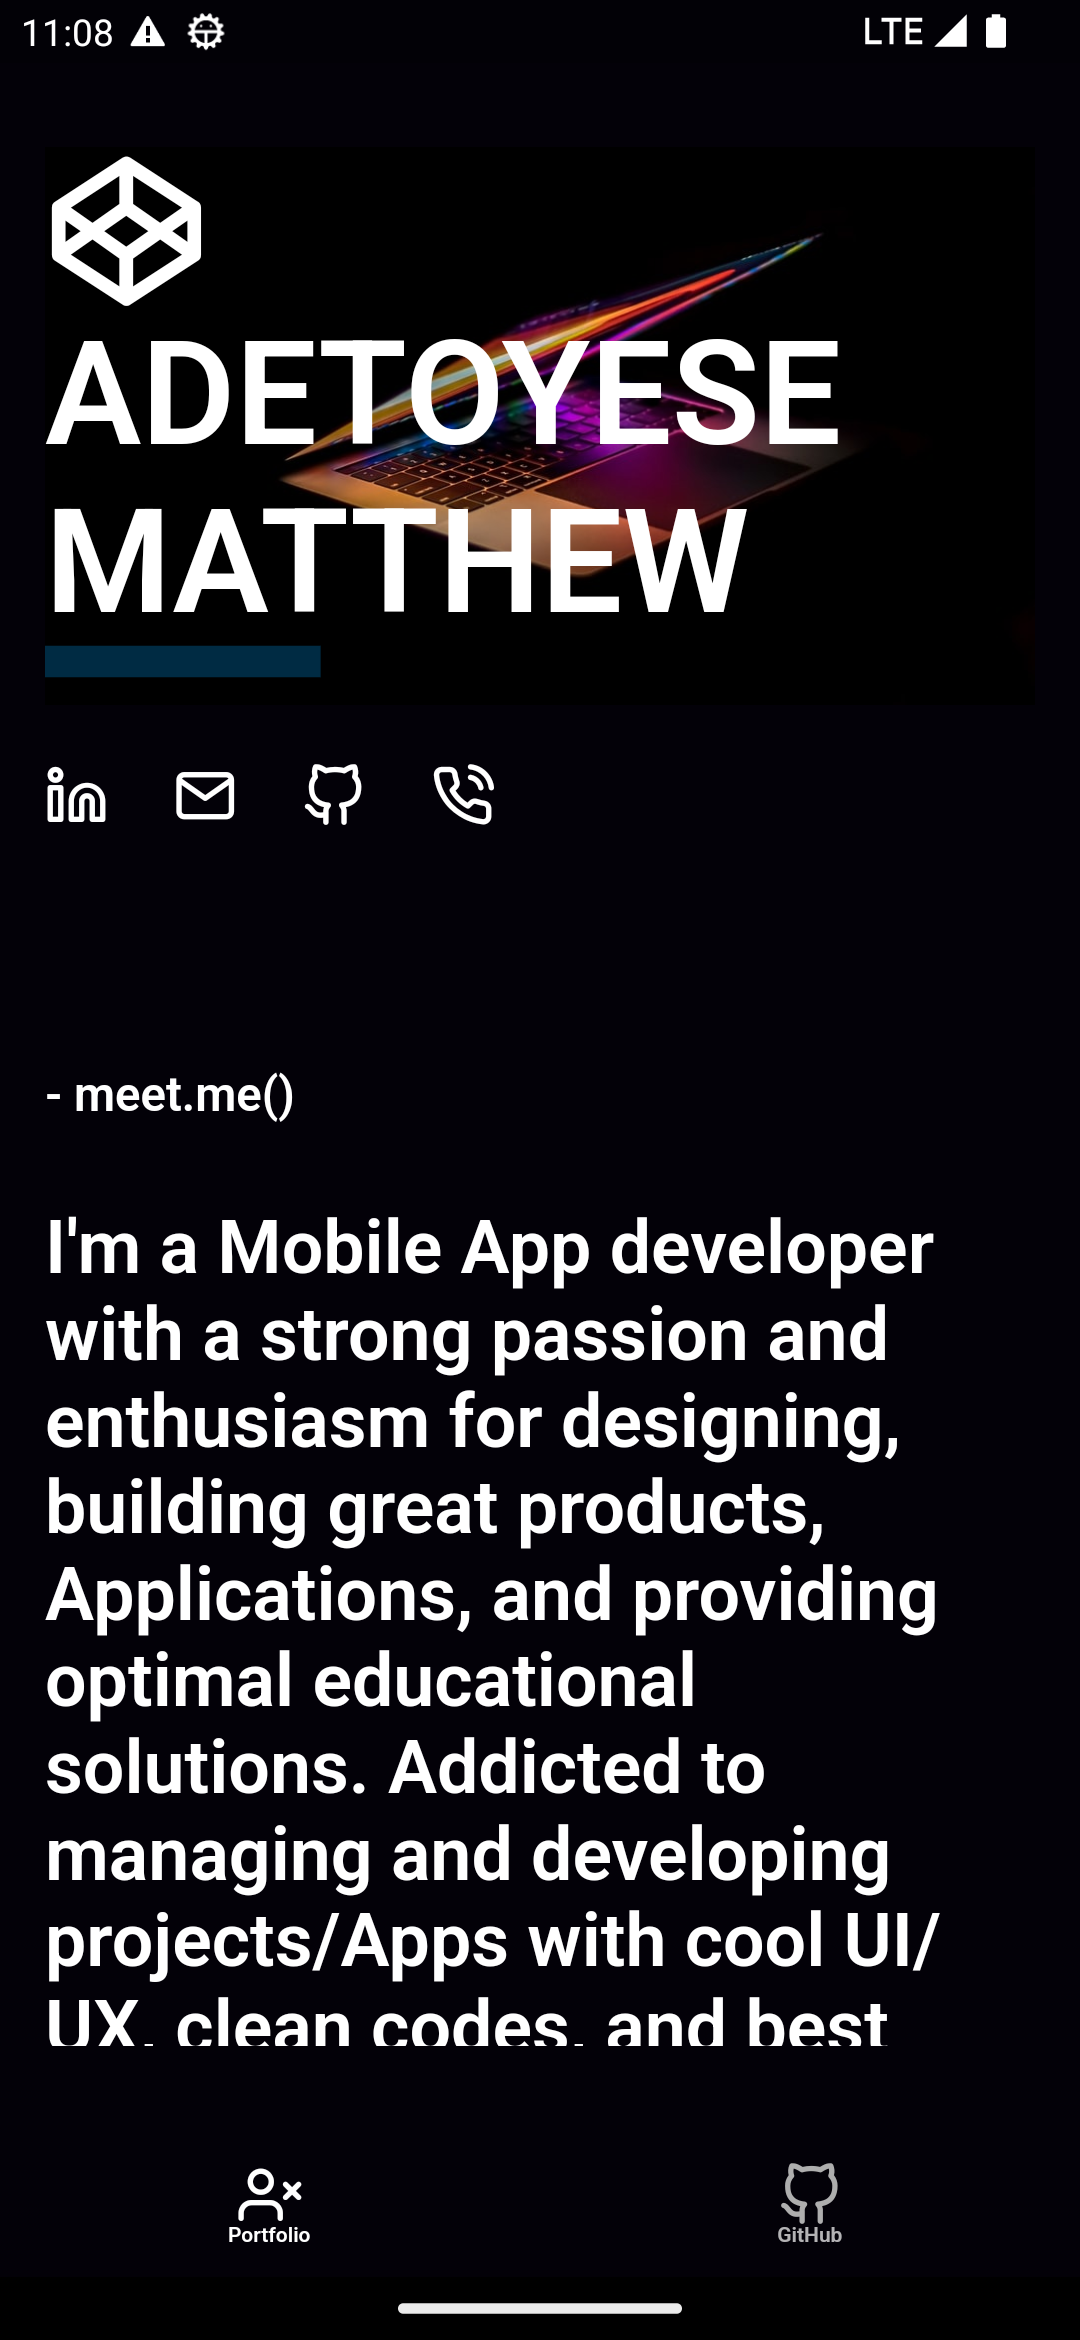 11:08
LTE
ADETOYESE
MATTHEW
- meet.me()
I'm a Mobile App developer
with a strong passion and
enthusiasm for designing,
building great products,
Applications, and providing
optimal educational
solutions. Addicted to
managing and developing
projects/Apps with cool UI/
UX, clean codes, and best
Portfolio
GitHub